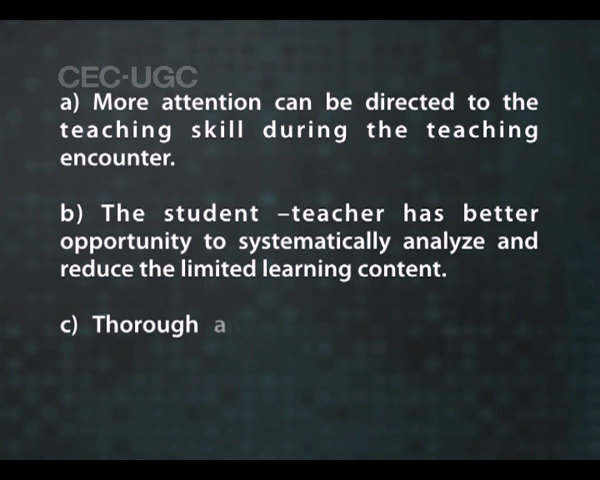 CEC-UGC
a) More attention can be directed to the
teaching skill during the teaching
encounter.
b) The student –teacher has better
opportunity to systematically analyze and
reduce the limited learning content.
c) Thorough a